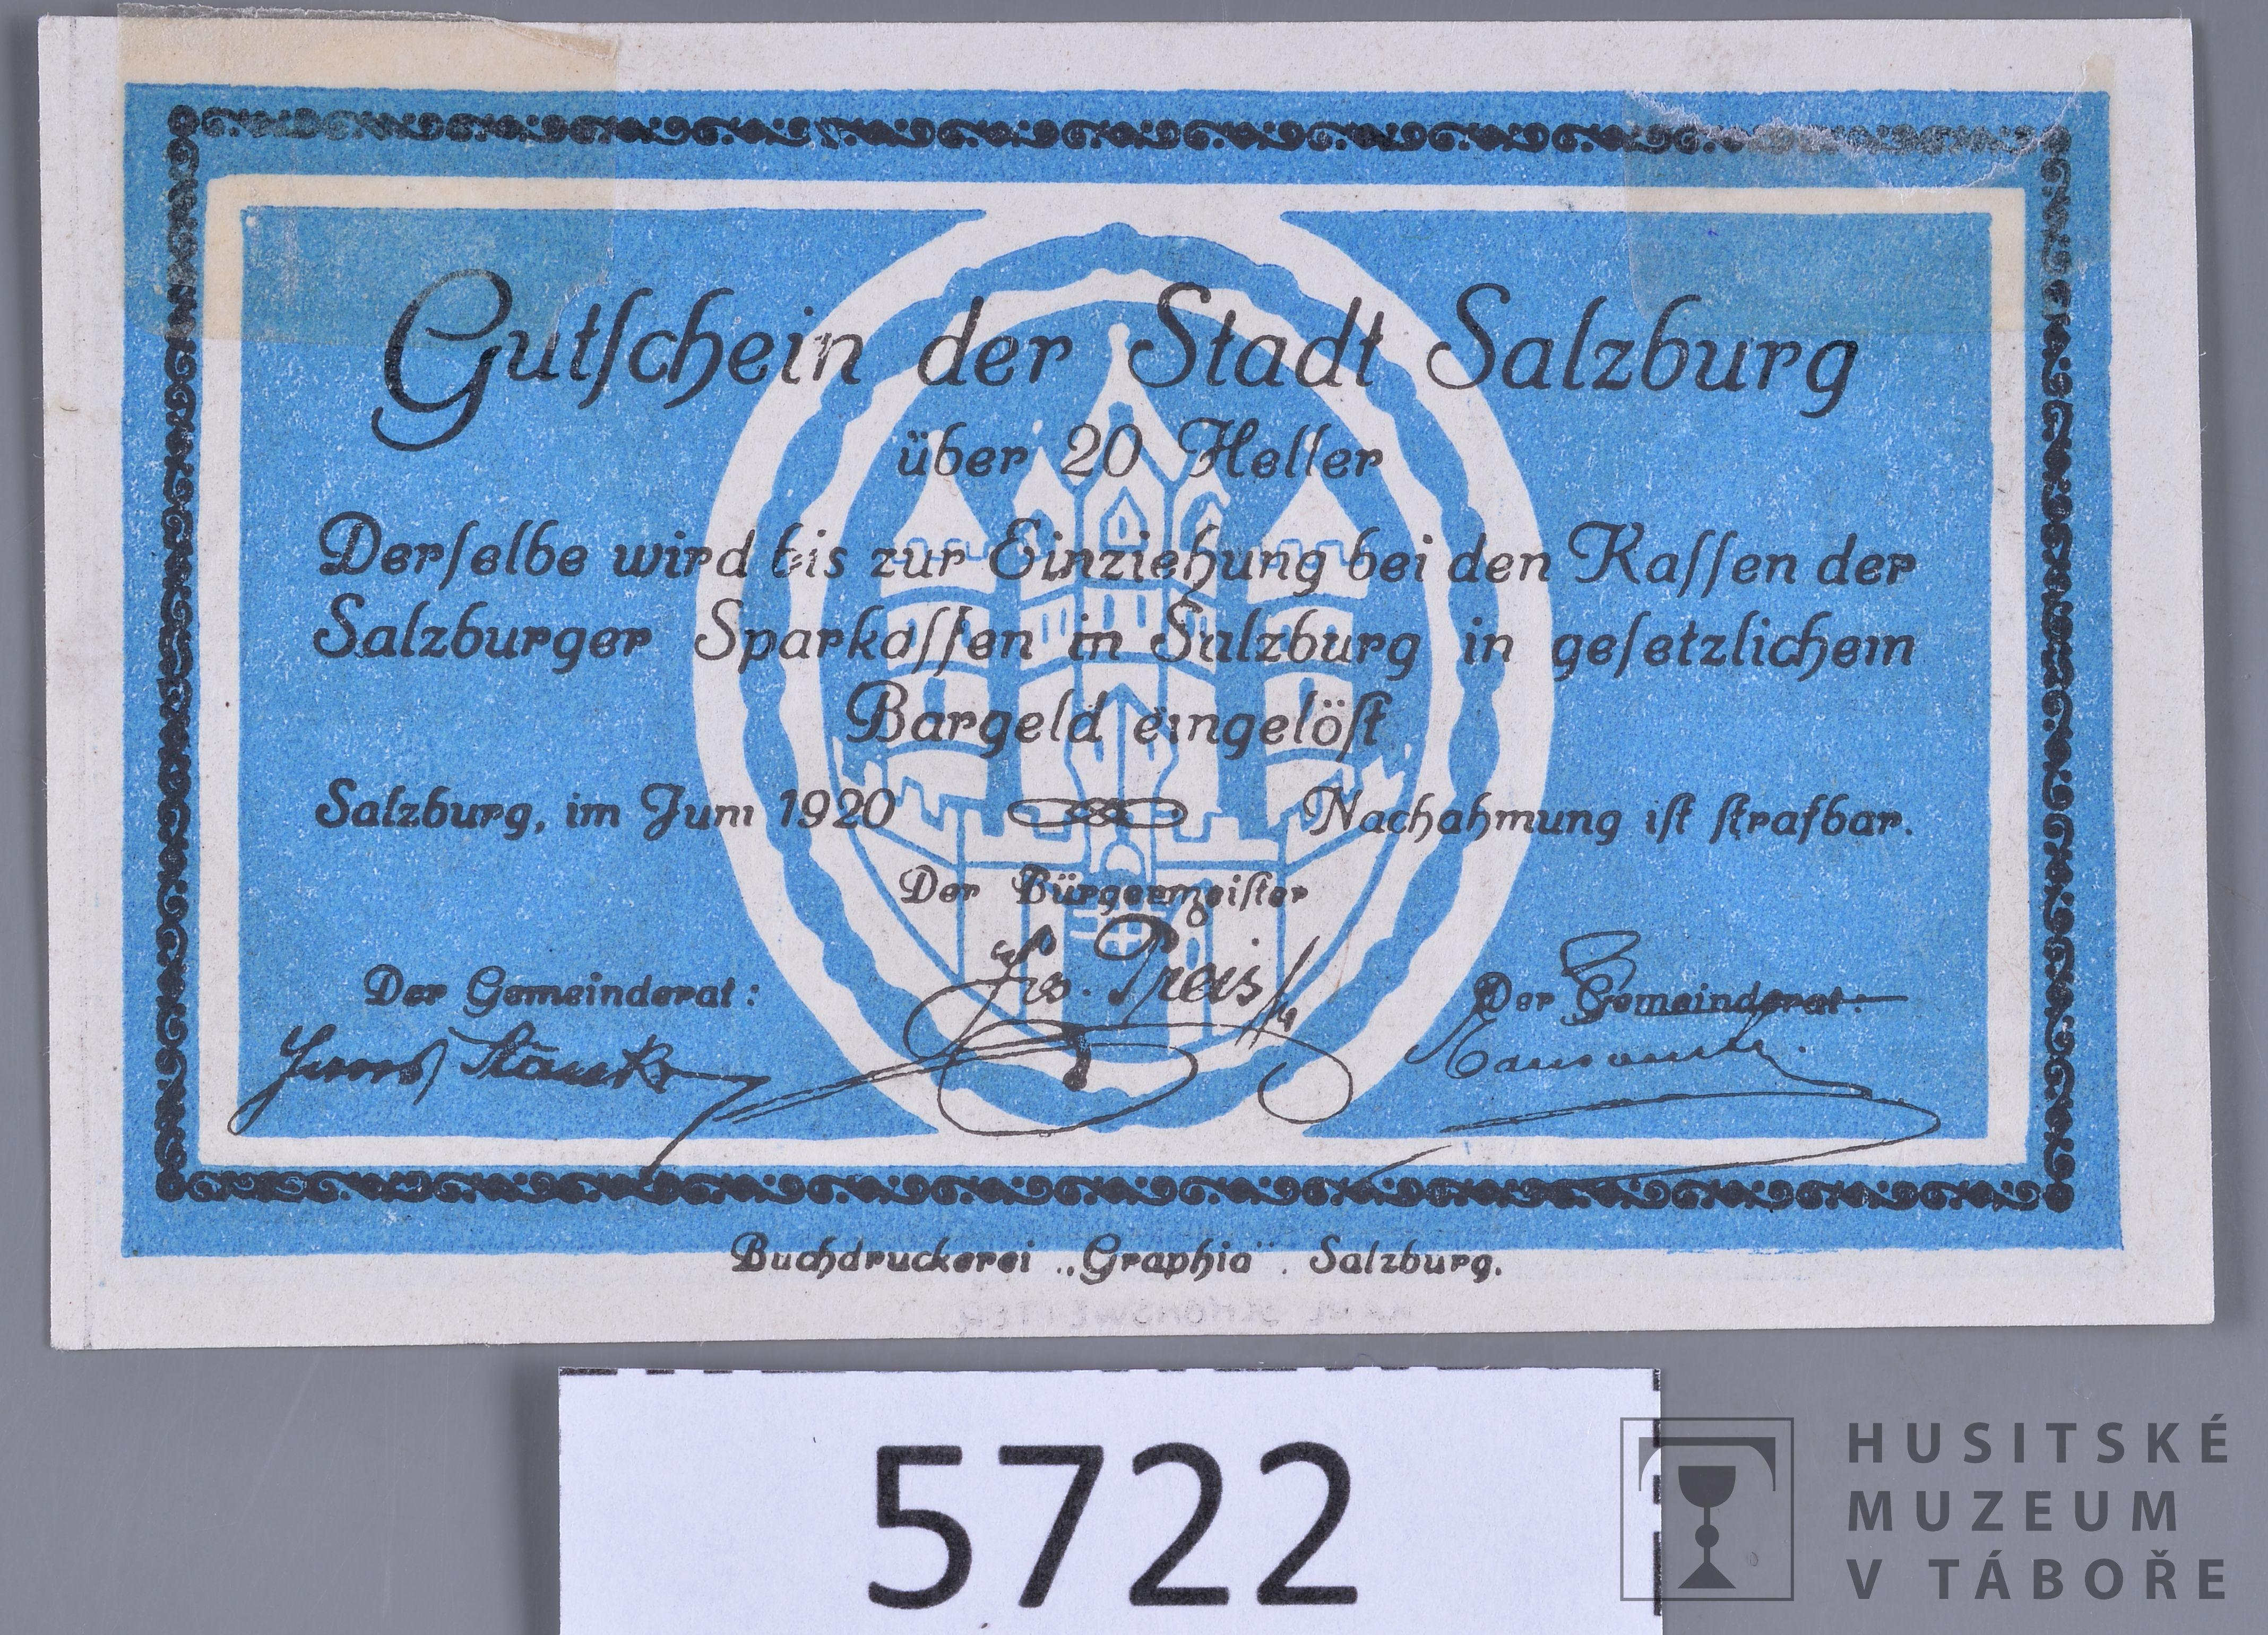 Gutſchein der Stadt Salzburg
über 20 Heller
Derſelbe wird bis zur Einziehung bei den Kaſſen der
Salzburger Sparkaſſen in Salzburg in geſetzlichem
Bargeld eingelöſt
Salzburg, im Juni 1920 Nachahmung iſt ſtrafbar.
Der Bürgermeiſter
Preis
Der Gemeinderat: Der Gemeinderat:
Buchdruckerei „Graphia". Salzburg.
5722
HUSITSKÉ
MUZEUM
V TÁBOŘE